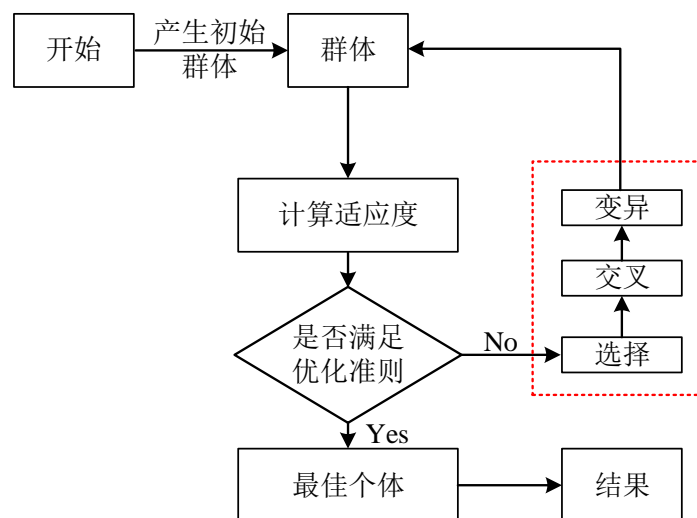 开始
产生初始
群体
群体
计算适应度
变异
交叉
选择
是否满足
优化准则
No
Yes
最佳个体
结果